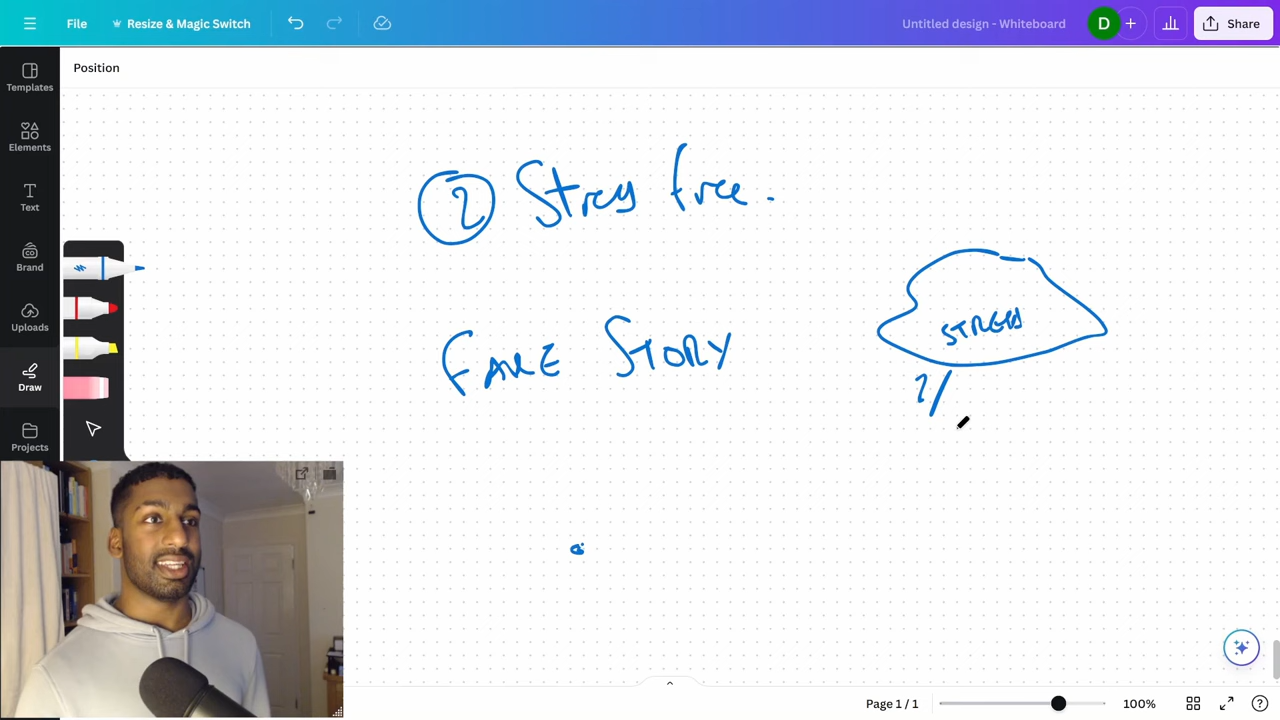 File
Resize & Magic Switch
Untitled design - Whiteboard
D
Share
Position
Templates
Elements
Text
Brand
Uploads
Draw
Projects
2 Stress free.
FAKE STORY
STRESS
Page 1 / 1
100%